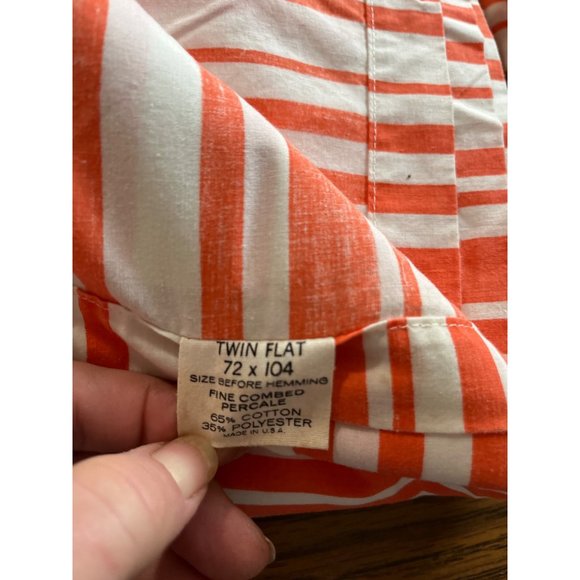 TWIN FLAT
72 x 104
SIZE BEFORE HEMMING
FINE COMBED
PERCALE
65% COTTON
35% POLYESTER
MADE IN U.S.A.